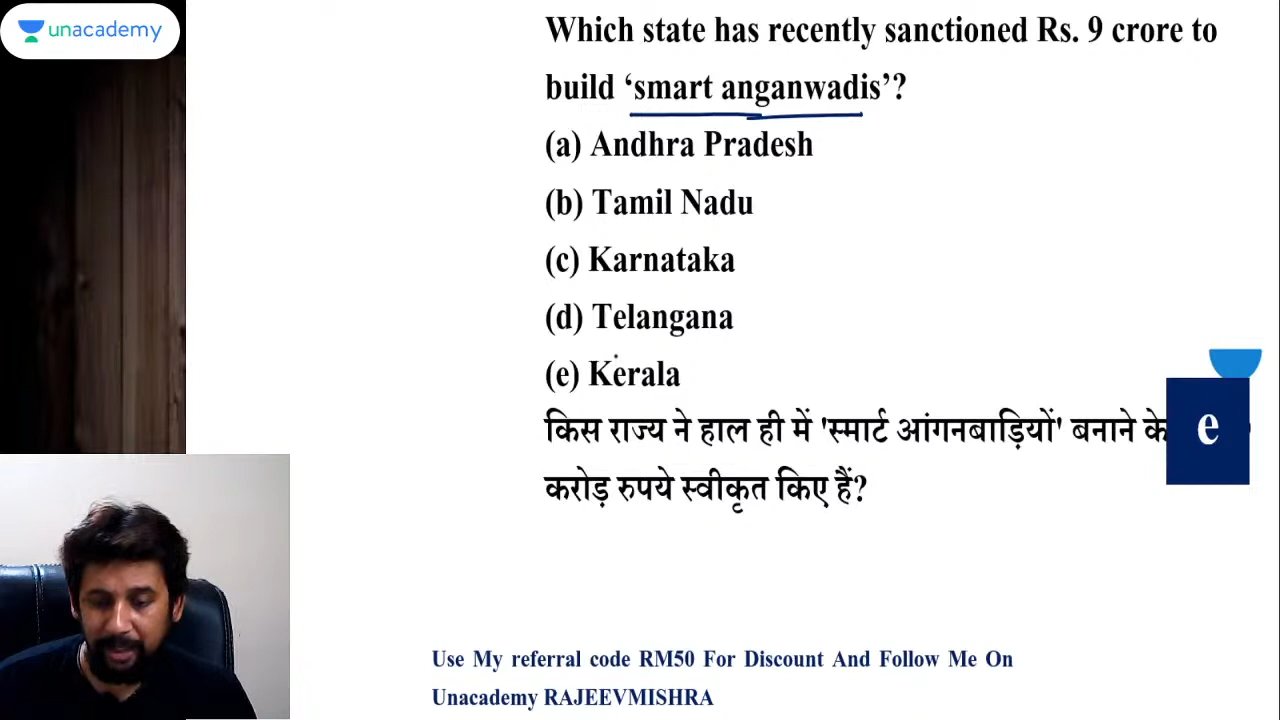 unacademy
Which state has recently sanctioned Rs. 9 crore to
build ‘smart anganwadis’?
(a) Andhra Pradesh
(b) Tamil Nadu
(c) Karnataka
(d) Telangana
(e) Kerala
किस राज्य ने हाल ही में 'स्मार्ट आंगनबाड़ियों' बनाने के
e
करोड़ रुपये स्वीकृत किए हैं?
Use My referral code RM50 For Discount And Follow Me On
Unacademy RAJEEVMISHRA